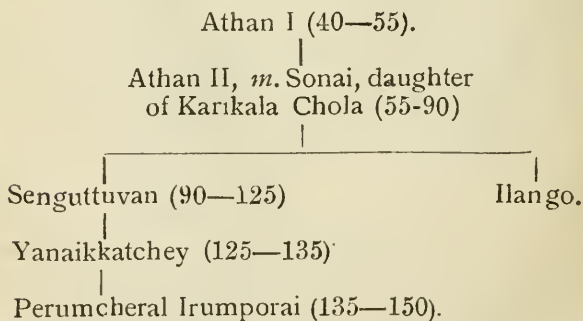 Athan I (40—55).
Athan II, m. Sonai, daughter
of Karikala Chola (55-90)
Senguttuvan (90—125) Ilango.
Yanaikkatchey (125—135)
Perumcheral Irumporai (135—150).